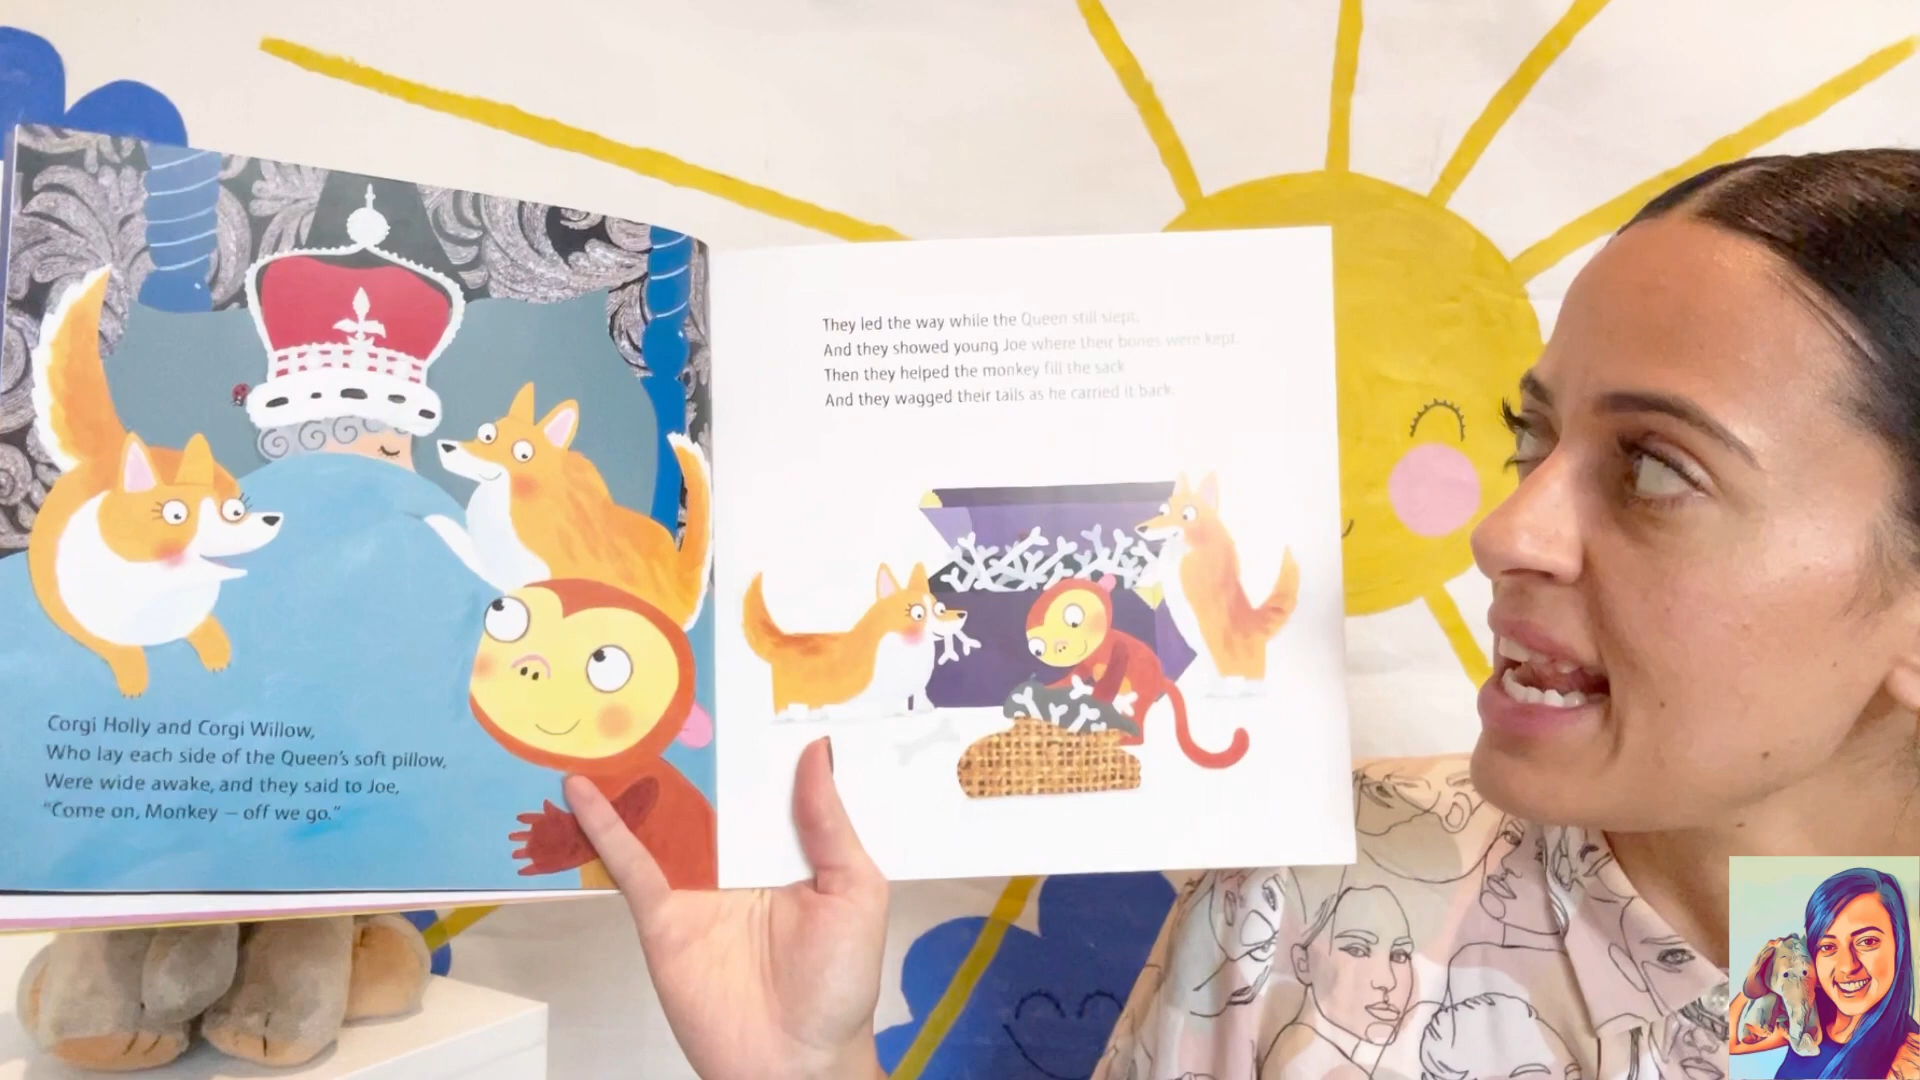 Corgi Holly and Corgi Willow,
Who lay each side of the Queen's soft pillow,
Were wide awake, and they said to Joe,
"Come on, Monkey – off we go."
They led the way while the Queen still slept,
And they showed young Joe where their bones were kept.
Then they helped the monkey fill the sack
And they wagged their tails as he carried it back.